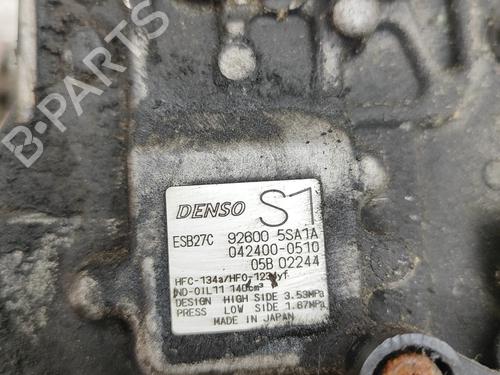 B-PARTS
DENSO S1
ESB27C 92600 5SA1A
042400-0510
05B 02244
HFC-134a/HFO-1234yf
ND-OIL11 140cm³
DESIGN HIGH SIDE 3.53MPa
PRESS LOW SIDE 1.67MPa
MADE IN JAPAN